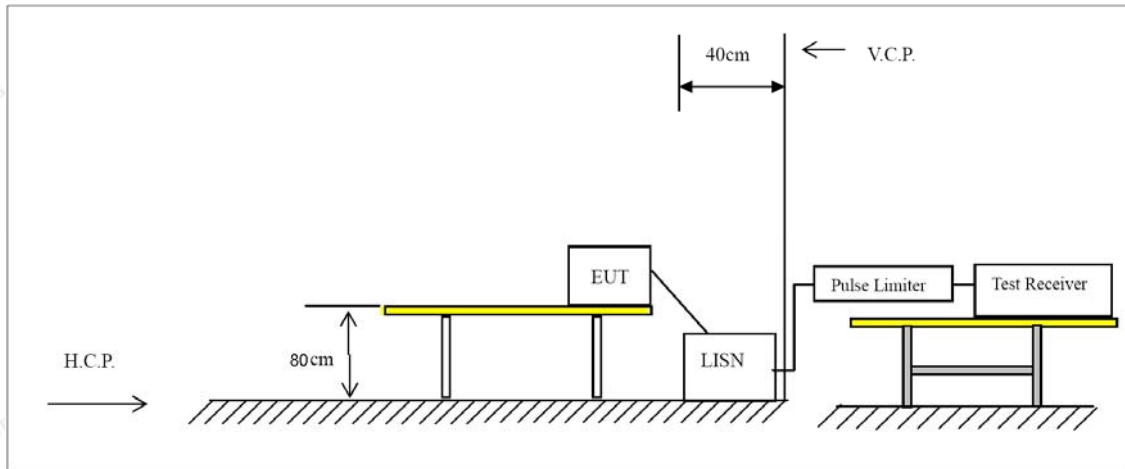 40cm
V.C.P.
EUT
Pulse Limiter
Test Receiver
80cm
H.C.P.
LISN